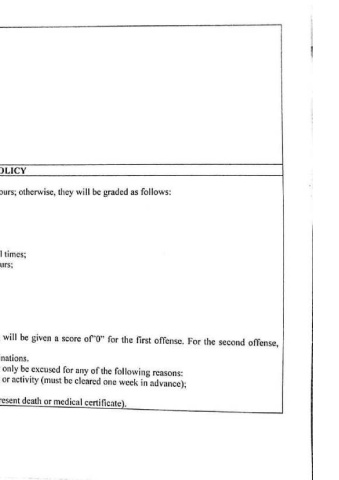 OLICY
ours; otherwise, they will be graded as follows:
l times;
urs;
will be given a score of"0" for the first offense. For the second offense,
nations.
only be excused for any of the following reasons:
or activity (must be cleared one week in advance);
resent death or medical certificate).